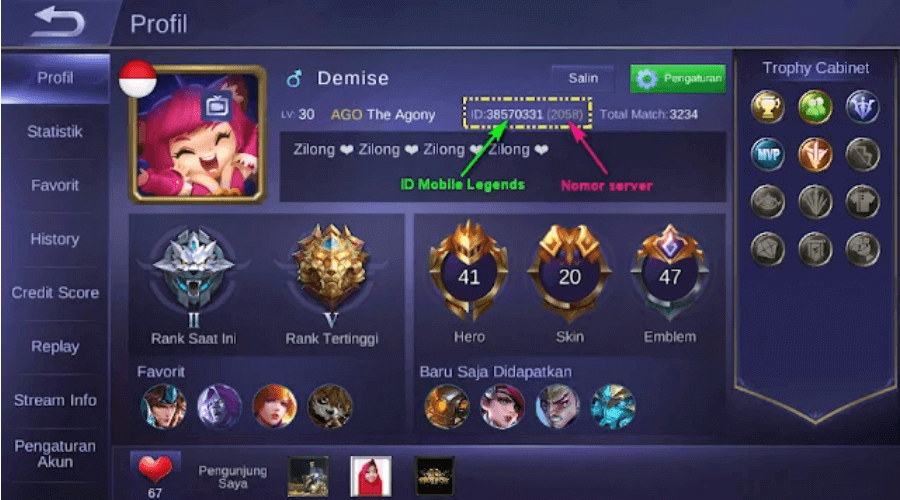 Profil
Profil
Statistik
Favorit
History
Credit Score
Replay
Stream Info
Pengaturan
Akun
Demise
Salin
Pengaturan
LV. 30 AGO The Agony ID:38570331 (2058) Total Match:3234
Zilong ❤ Zilong ❤ Zilong ❤ Zilong ❤
ID Mobile Legends
Nomor server
II
Rank Saat Ini
V
Rank Tertinggi
41
Hero
20
Skin
47
Emblem
Favorit
Baru Saja Didapatkan
67
Pengunjung
Saya
Trophy Cabinet
MVP